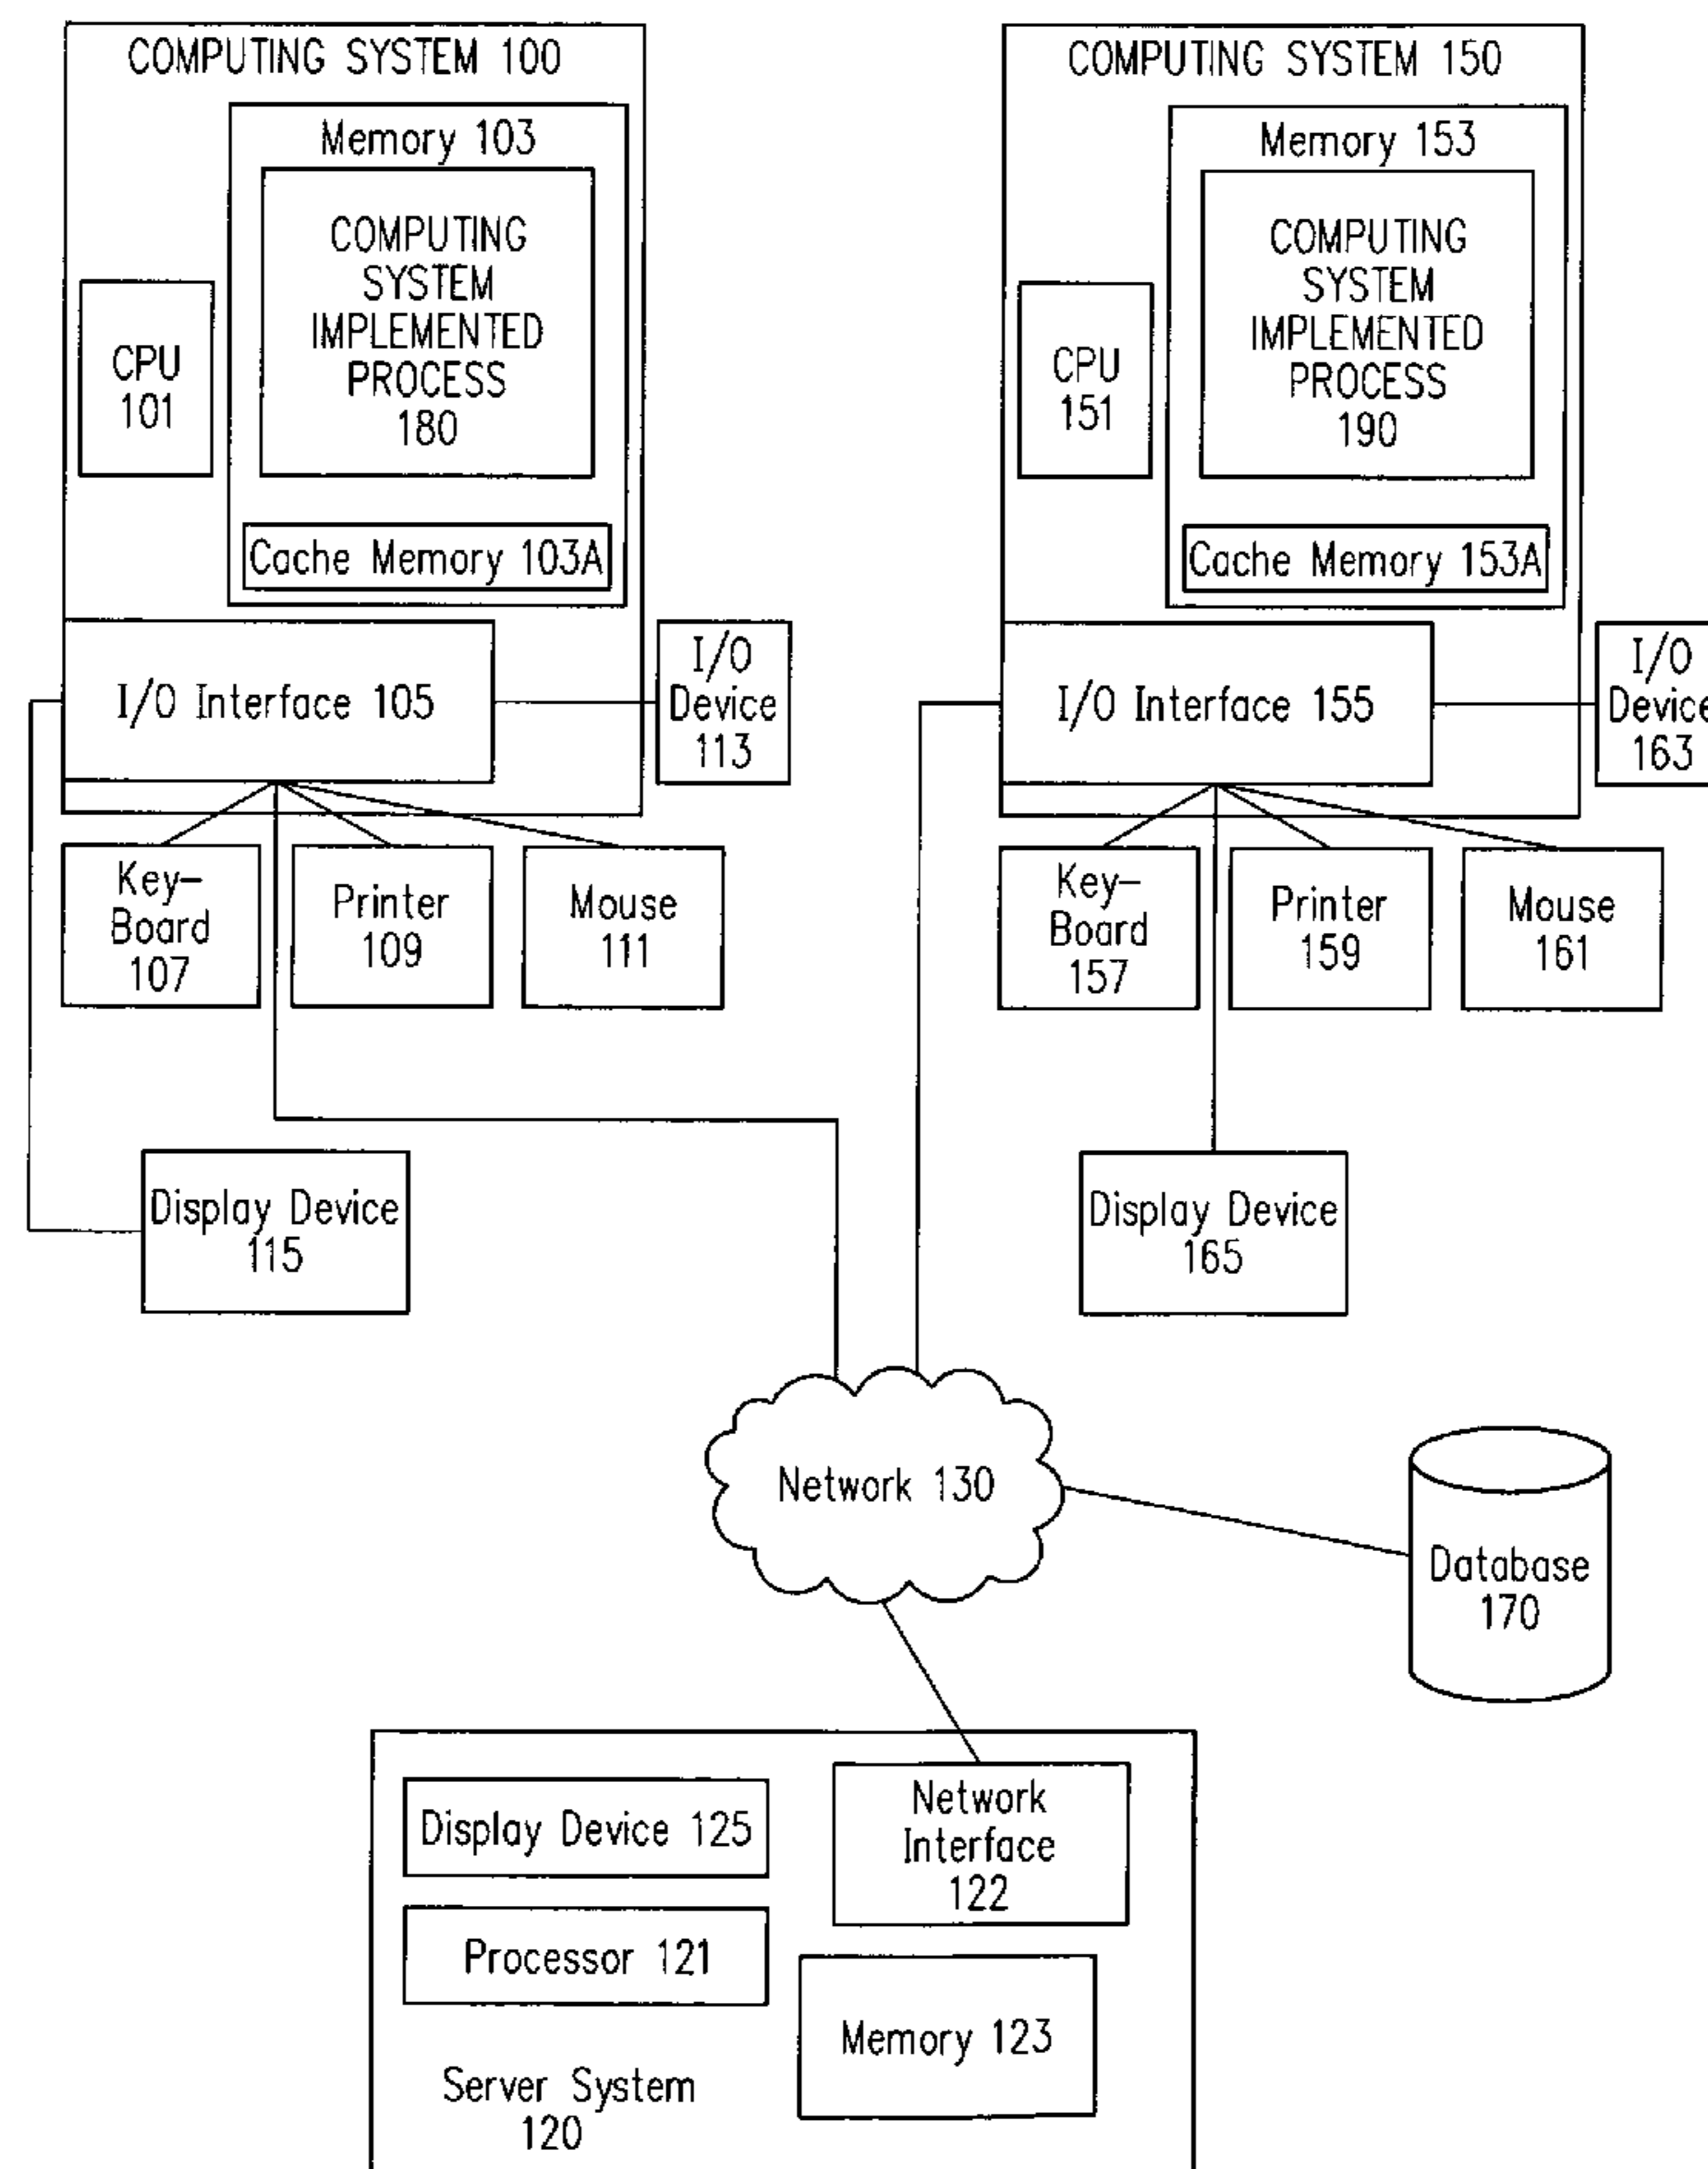 COMPUTING SYSTEM 100
Memory 103
COMPUTING
SYSTEM
IMPLEMENTED
PROCESS
180
CPU
101
Cache Memory 103A
I/O Interface 105
I/O
Device
113
Key-
Board
107
Printer
109
Mouse
111
Display Device
115
COMPUTING SYSTEM 150
Memory 153
COMPUTING
SYSTEM
IMPLEMENTED
PROCESS
190
CPU
151
Cache Memory 153A
I/O Interface 155
I/O
Device
163
Key-
Board
157
Printer
159
Mouse
161
Display Device
165
Network 130
Database
170
Display Device 125
Network
Interface
122
Processor 121
Memory 123
Server System
120